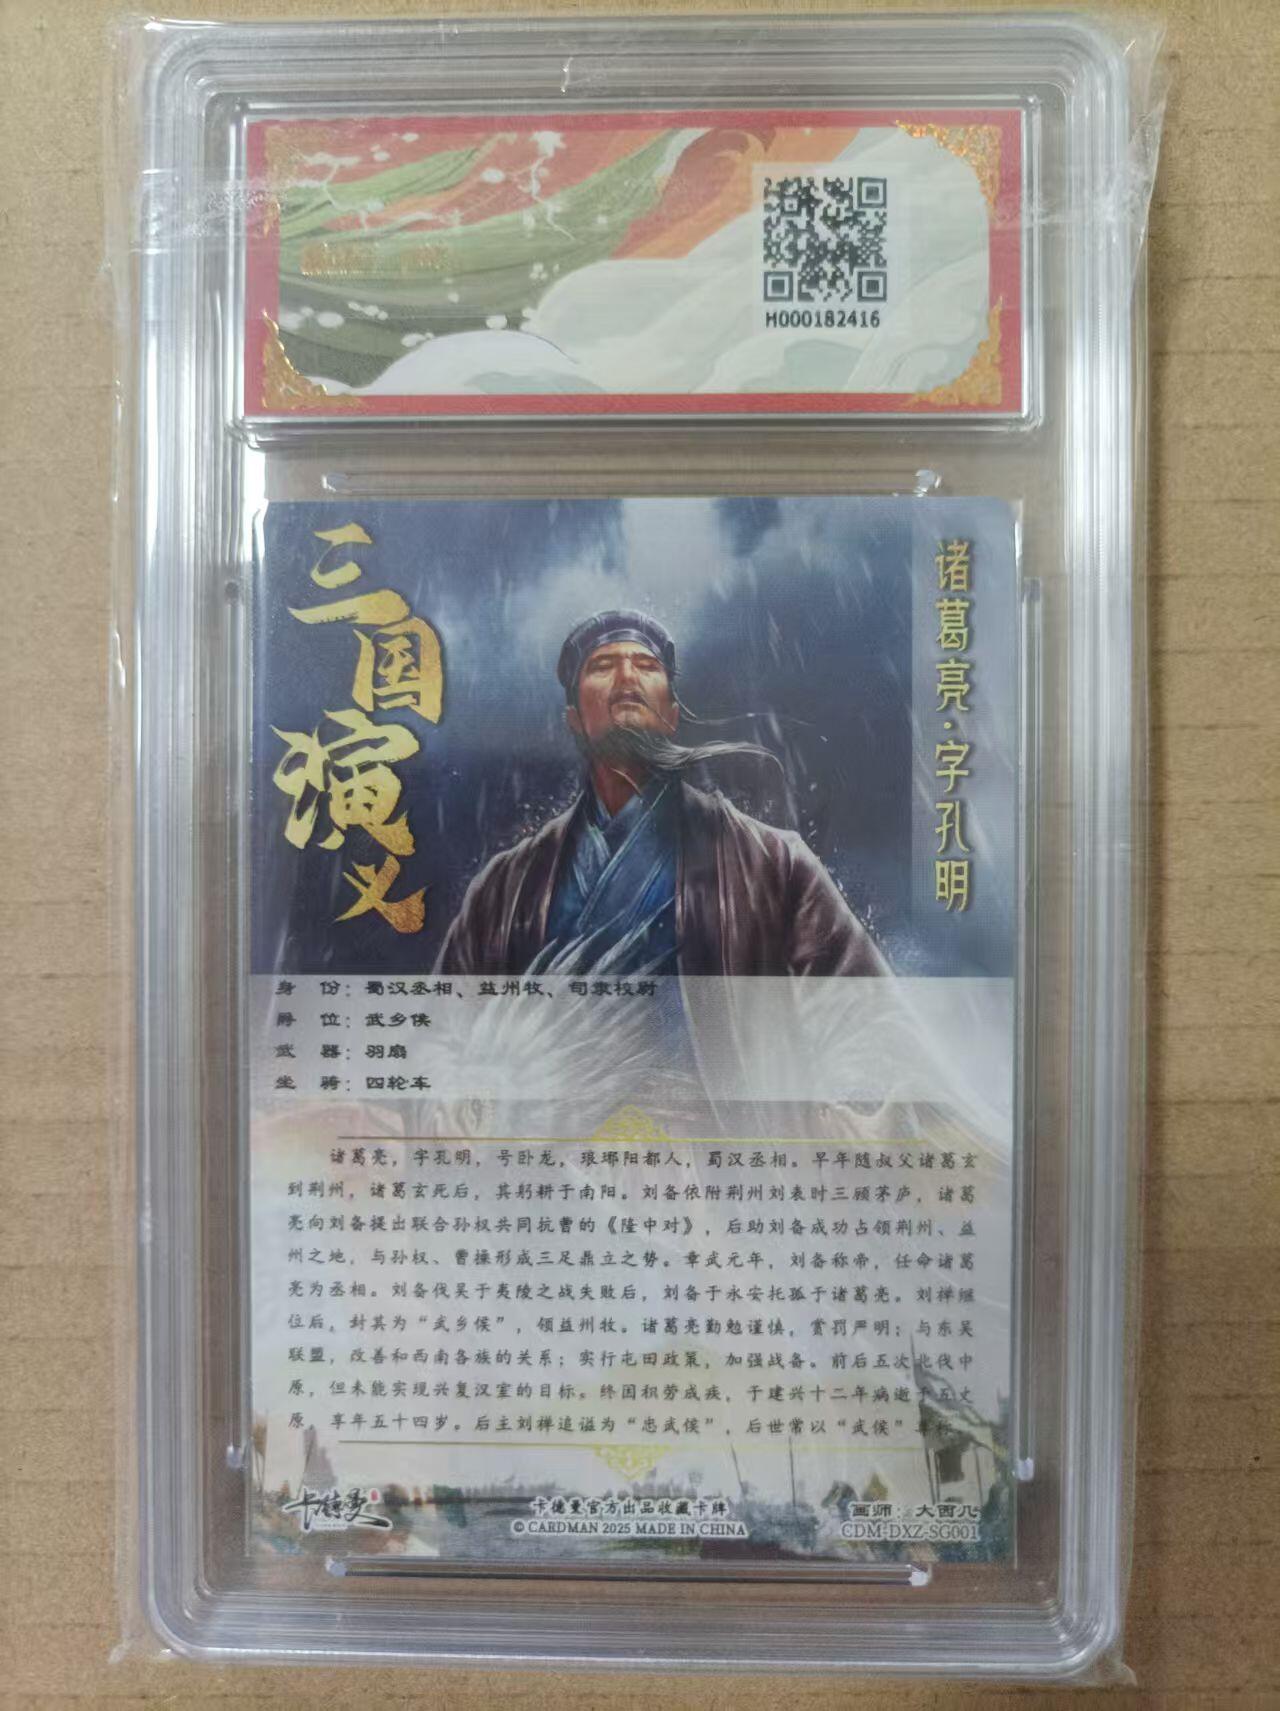 H000182416
三国演义
诸葛亮·字孔明
身 份：蜀汉丞相、益州牧、司隶校尉
爵 位：武乡侯
武 器：羽扇
坐 骑：四轮车
诸葛亮，字孔明，号卧龙，琅琊阳都人，蜀汉丞相。早年随叔父诸葛玄
到荆州，诸葛玄死后，其躬耕于南阳。刘备依附荆州刘表时三顾茅庐，诸葛
亮向刘备提出联合孙权共同抗曹的《隆中对》，后助刘备成功占领荆州、益
州之地，与孙权、曹操形成三足鼎立之势。章武元年，刘备称帝，任命诸葛
亮为丞相。刘备伐吴于夷陵之战失败后，刘备于永安托孤于诸葛亮。刘禅继
位后，封其为“武乡侯”，领益州牧。诸葛亮勤勉谨慎，赏罚严明；与东吴
联盟，改善和西南各族的关系；实行屯田政策，加强战备。前后五次北伐中
原，但未能实现兴复汉室的目标。终因积劳成疾，于建兴十二年病逝于五丈
原，享年五十四岁。后主刘禅追谥为“忠武侯”，后世常以“武侯”尊称
卡德曼
卡德曼官方出品收藏卡牌
© CARDMAN 2025 MADE IN CHINA
画师：大西几
CDM-DXZ-SG001